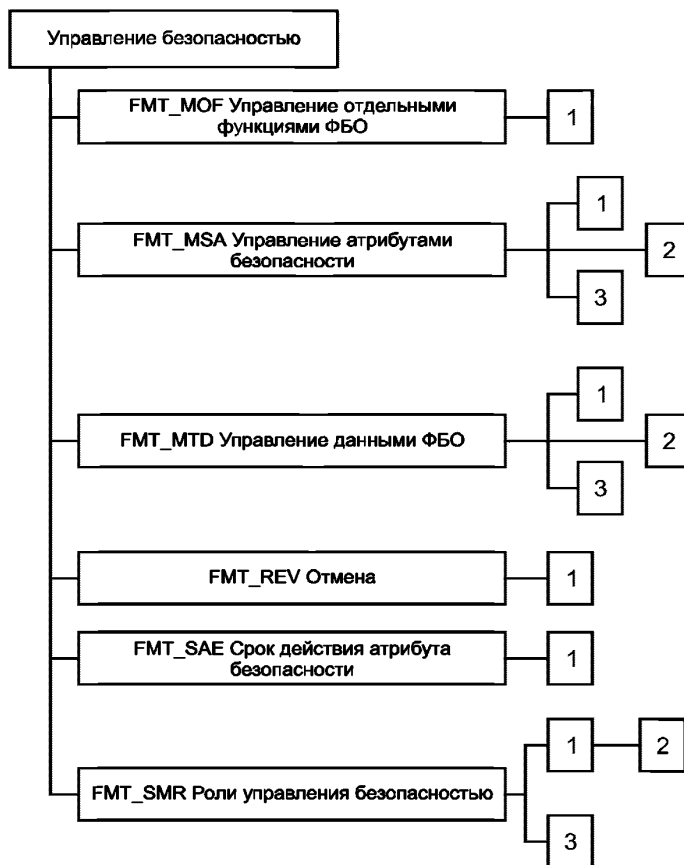 Управление безопасностью
FMT_MOF Управление отдельными
функциями ФБО
1
1
FMT_MSA Управление атрибутами
безопасности
2
3
1
FMT_MTD Управление данными ФБО
2
3
FMT_REV Отмена
1
FMT_SAE Срок действия атрибута
безопасности
1
1
2
FMT_SMR Роли управления безопасностью
3